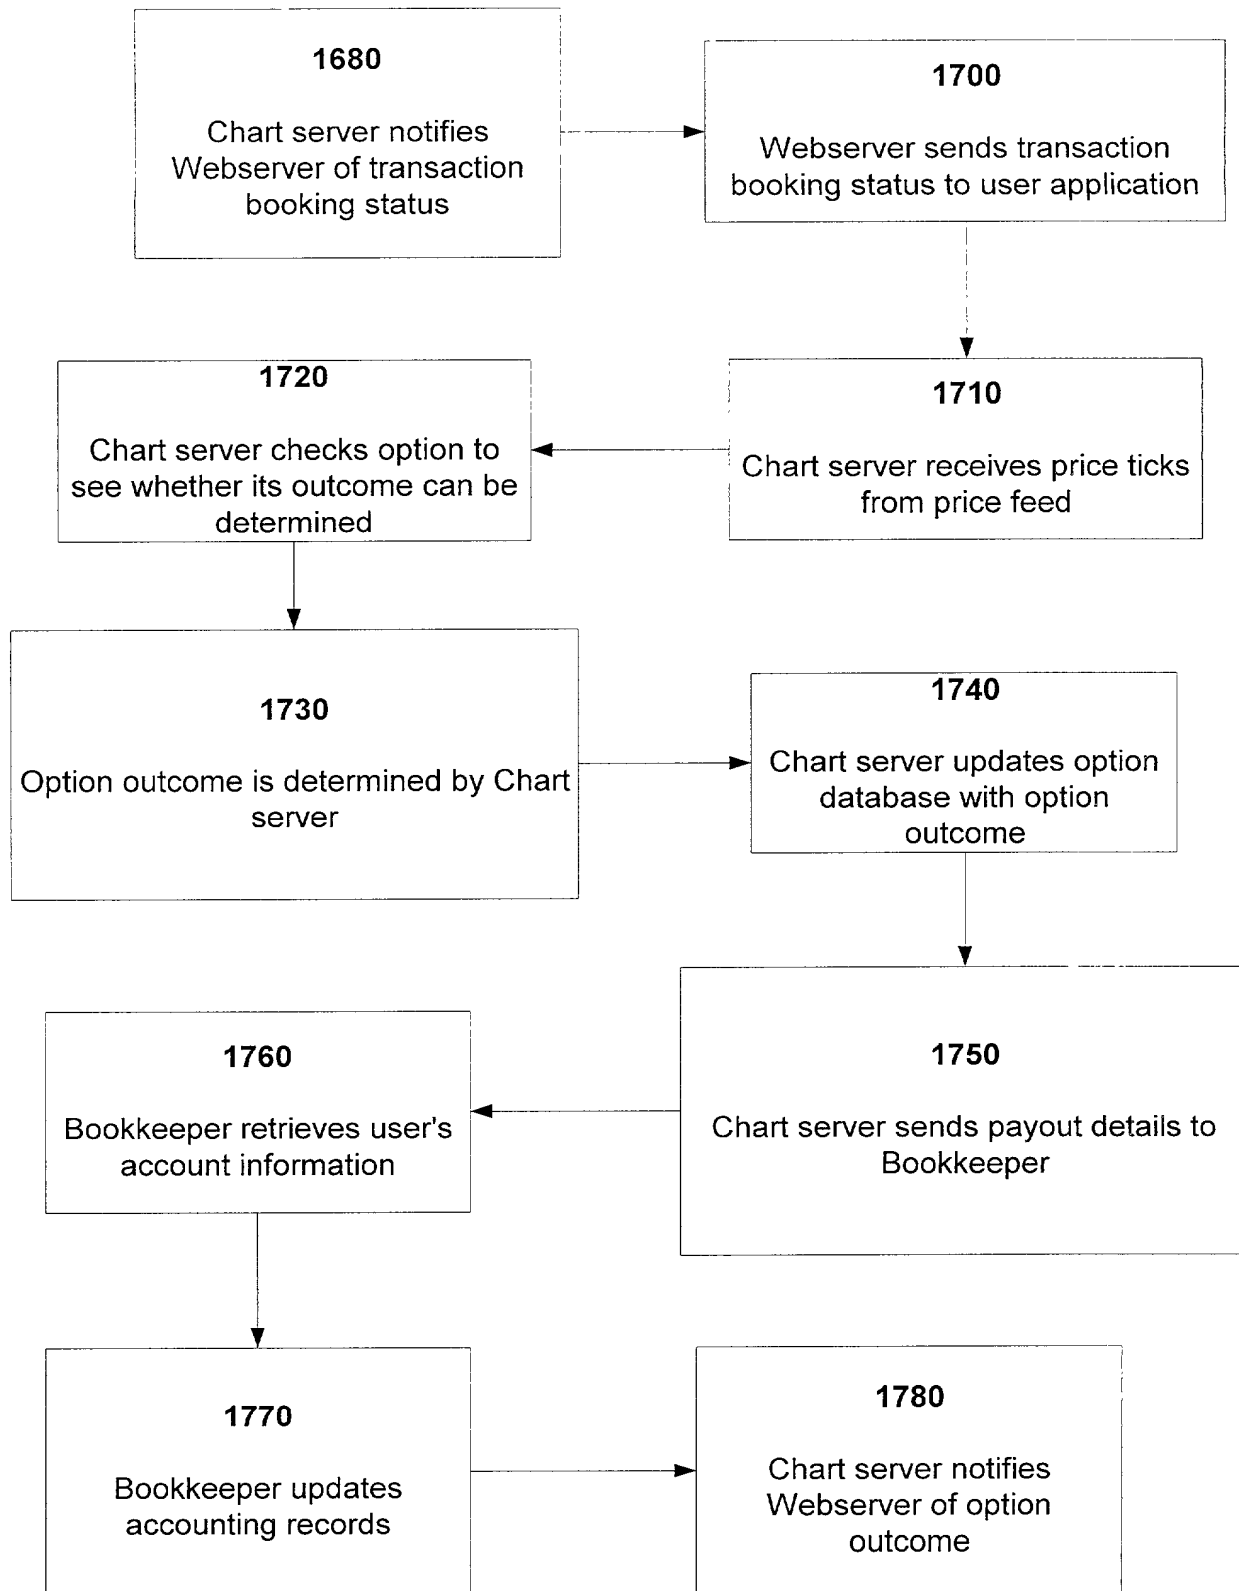 1680
Chart server notifies
Webserver of transaction
booking status
1700
Webserver sends transaction
booking status to user application
1710
Chart server receives price ticks
from price feed
1720
Chart server checks option to
see whether its outcome can be
determined
1730
Option outcome is determined by Chart
server
1740
Chart server updates option
database with option
outcome
1750
Chart server sends payout details to
Bookkeeper
1760
Bookkeeper retrieves user's
account information
1770
Bookkeeper updates
accounting records
1780
Chart server notifies
Webserver of option
outcome